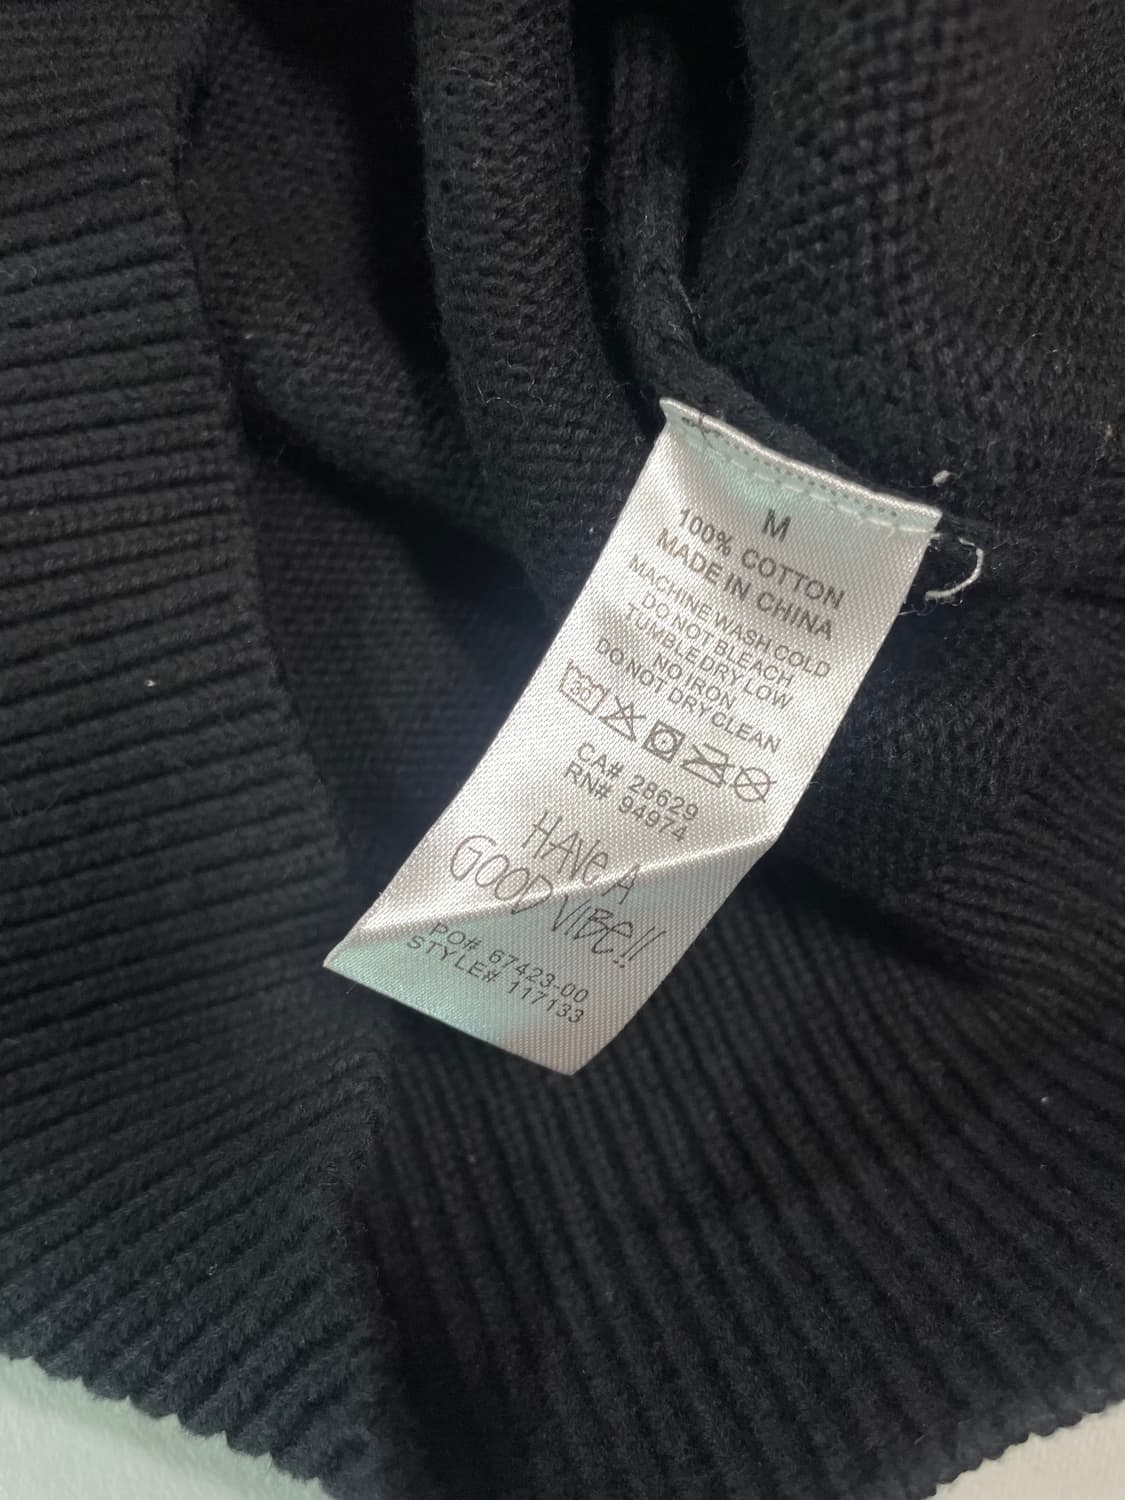 M
100% COTTON
MADE IN CHINA
MACHINE WASH COLD
DO NOT BLEACH
TUMBLE DRY LOW
NO IRON
DO NOT DRY CLEAN
30
CA# 28629
RN# 94974
HAVe A
GOOD VIBe!!
PO# 67423-00
STYLE# 117133